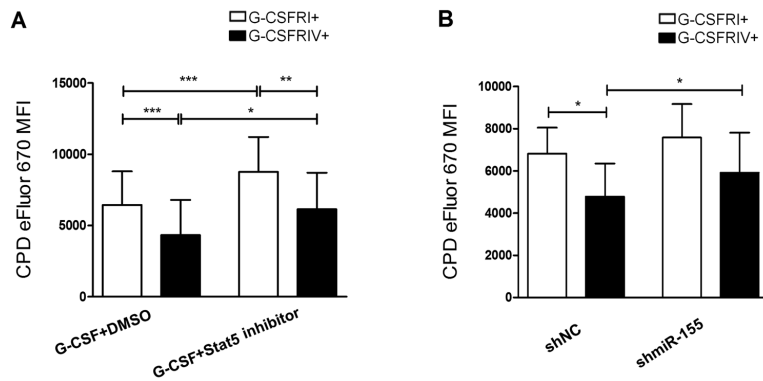 A
G-CSFRI+
G-CSFRIV+
CPD eFluor 670 MFI
15000
10000
5000
0
***
**
***
*
G-CSF+DMSO
G-CSF+Stat5 inhibitor
B
G-CSFRI+
G-CSFRIV+
CPD eFluor 670 MFI
10000
8000
6000
4000
2000
0
*
*
shNC
shmiR-155